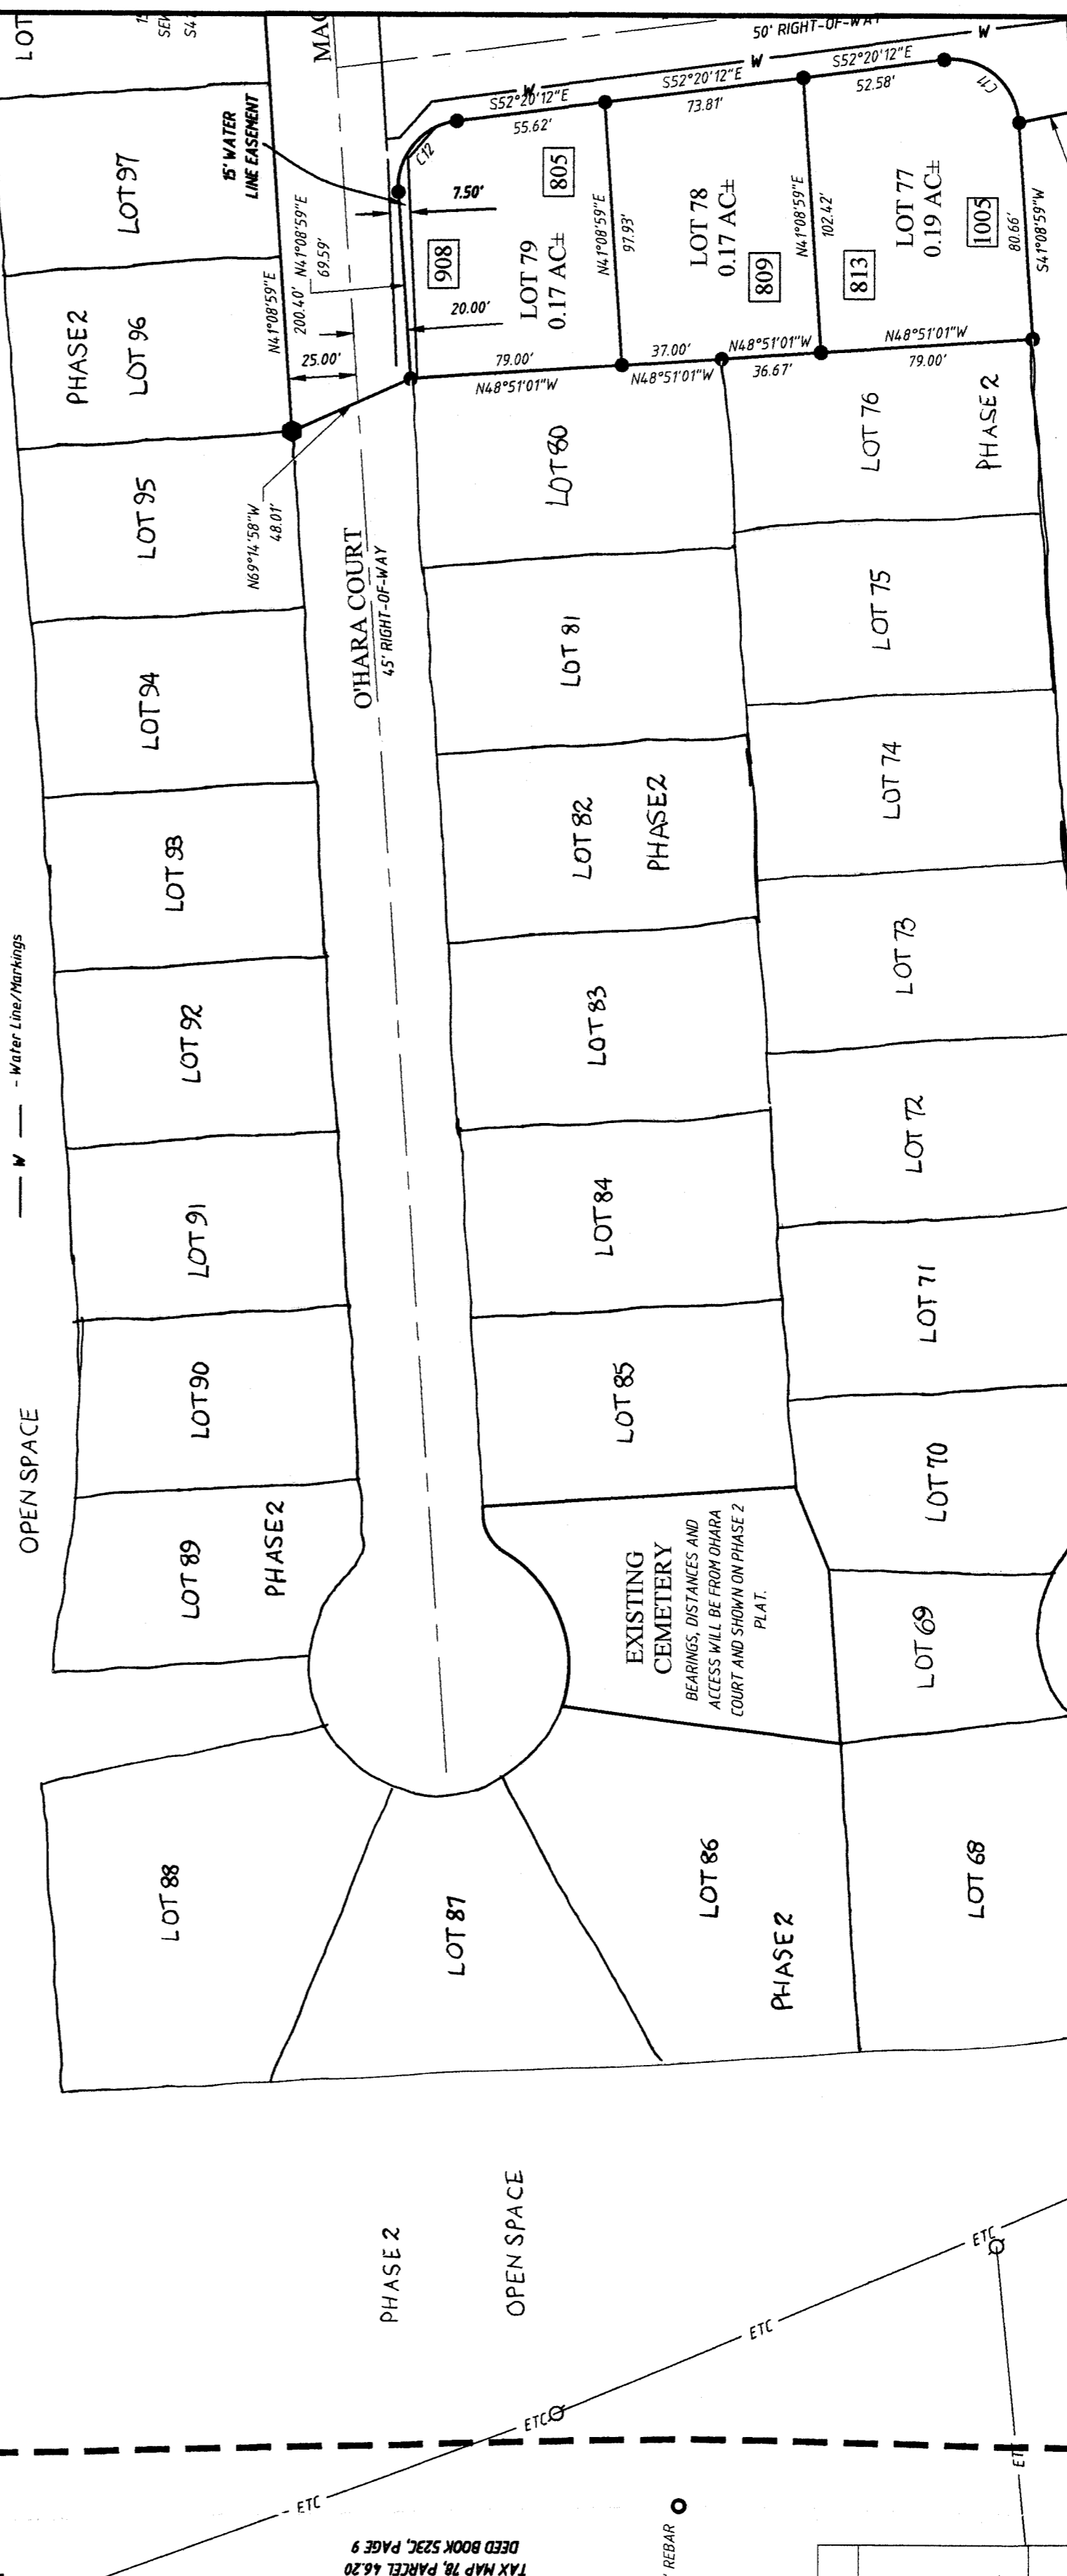 LOT
MAC
50' RIGHT-OF-WAY
W
W
W
S52°20'12"E
55.62'
S52°20'12"E
73.81'
S52°20'12"E
52.58'
C11
C12
15' WATER
LINE EASEMENT
LOT 97
7.50'
805
908
N41°08'59"E
97.93'
LOT 78
0.17 AC±
N41°08'59"E
102.42'
LOT 77
0.19 AC±
1005
80.66'
S41°08'59"W
N41°08'59"E
200.40'
N41°08'59"E
69.59'
LOT 79
0.17 AC±
809
813
20.00'
PHASE 2
LOT 96
25.00'
79.00'
N48°51'01"W
37.00'
N48°51'01"W
N48°51'01"W
36.67'
N48°51'01"W
79.00'
LOT 95
N69°14'58"W
48.01'
LOT 80
LOT 76
PHASE 2
O'HARA COURT
45' RIGHT-OF-WAY
LOT 94
LOT 81
LOT 75
LOT 93
LOT 82
PHASE 2
LOT 74
W - Water Line/Markings
LOT 92
LOT 83
LOT 73
LOT 91
LOT 84
LOT 72
LOT 90
LOT 85
LOT 71
OPEN SPACE
LOT 89
PHASE 2
EXISTING
CEMETERY
BEARINGS, DISTANCES AND
ACCESS WILL BE FROM OHARA
COURT AND SHOWN ON PHASE 2
PLAT.
LOT 70
LOT 69
LOT 88
LOT 87
LOT 86
PHASE 2
LOT 68
PHASE 2
OPEN SPACE
ETC
ETC
ETC
ETC
REBAR
TAX MAP 78, PARCEL 46.20
DEED BOOK 523C, PAGE 9